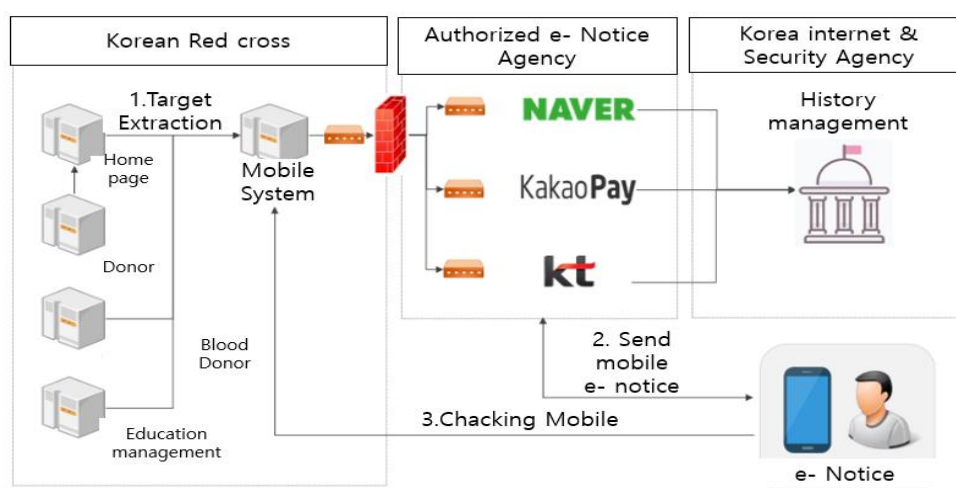 Korean Red cross
Authorized e- Notice
Agency
Korea internet &
Security Agency
1.Target
Extraction
Home
page
Mobile
System
Donor
Blood
Donor
Education
management
NAVER
KakaoPay
kt
History
management
2. Send
mobile
e- notice
3.Chacking Mobile
e- Notice